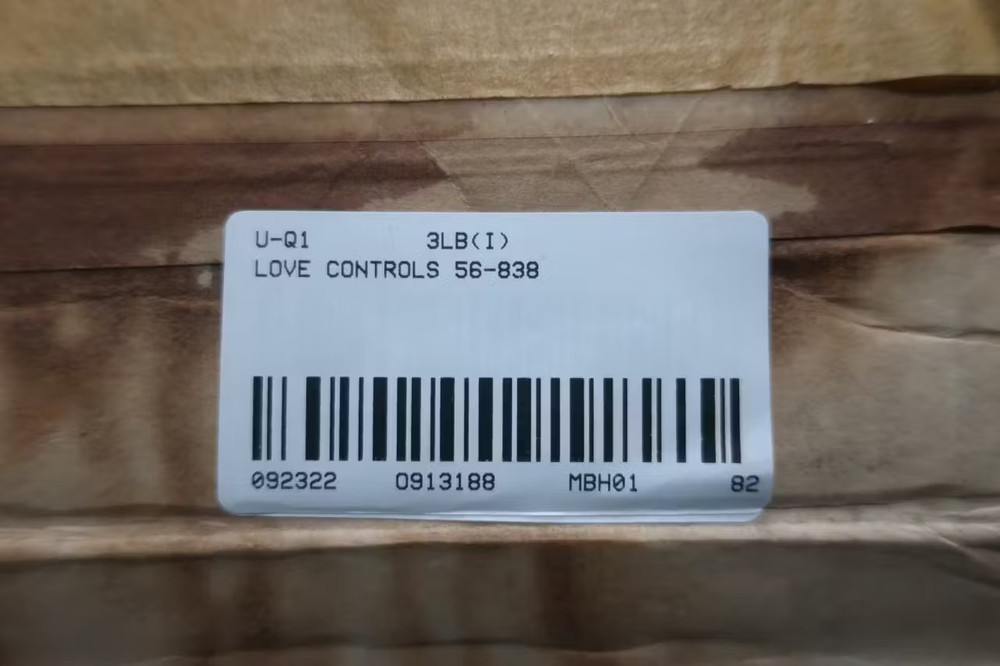 U-Q1 3LB(I)
LOVE CONTROLS 56-838
092322 0913188 MBH01 82